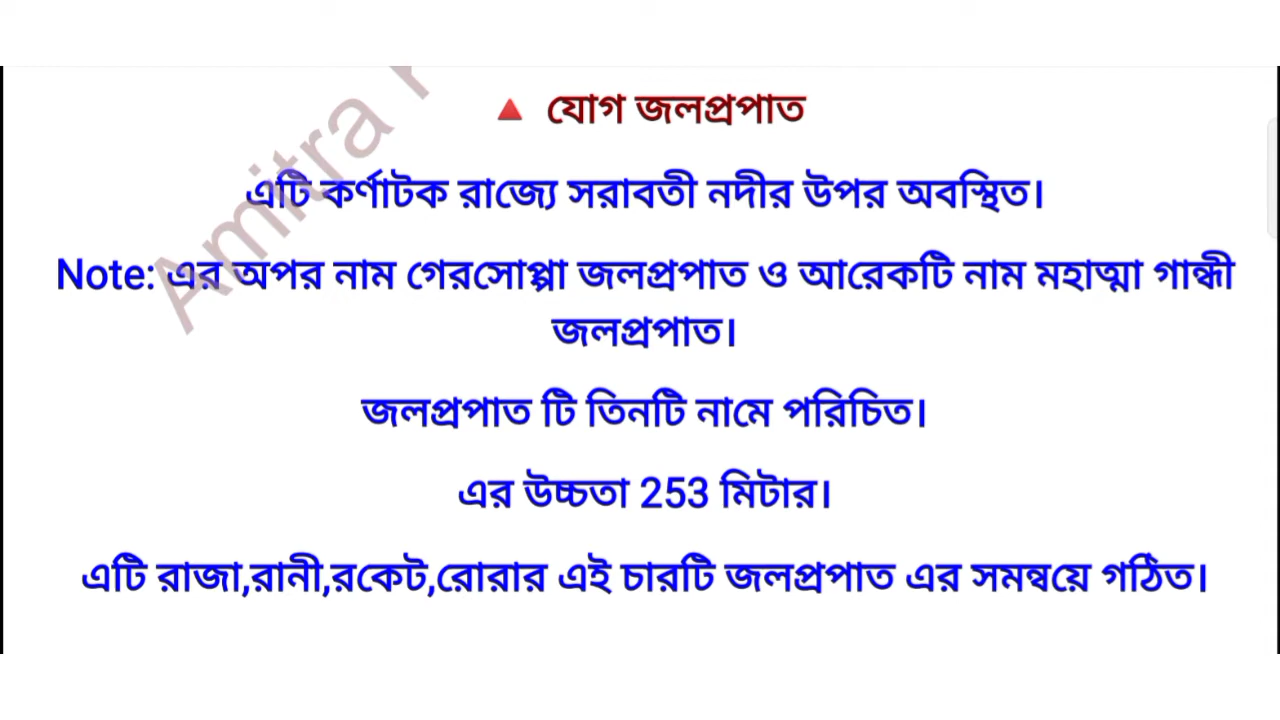 🔺 যোগ জলপ্রপাত
এটি কর্ণাটক রাজ্যে সরাবতী নদীর উপর অবস্থিত।
Note: এর অপর নাম গেরসোপ্পা জলপ্রপাত ও আরেকটি নাম মহাত্মা গান্ধী
জলপ্রপাত।
জলপ্রপাত টি তিনটি নামে পরিচিত।
এর উচ্চতা 253 মিটার।
এটি রাজা,রানী,রকেট,রোরার এই চারটি জলপ্রপাত এর সমন্বয়ে গঠিত।
Amitra